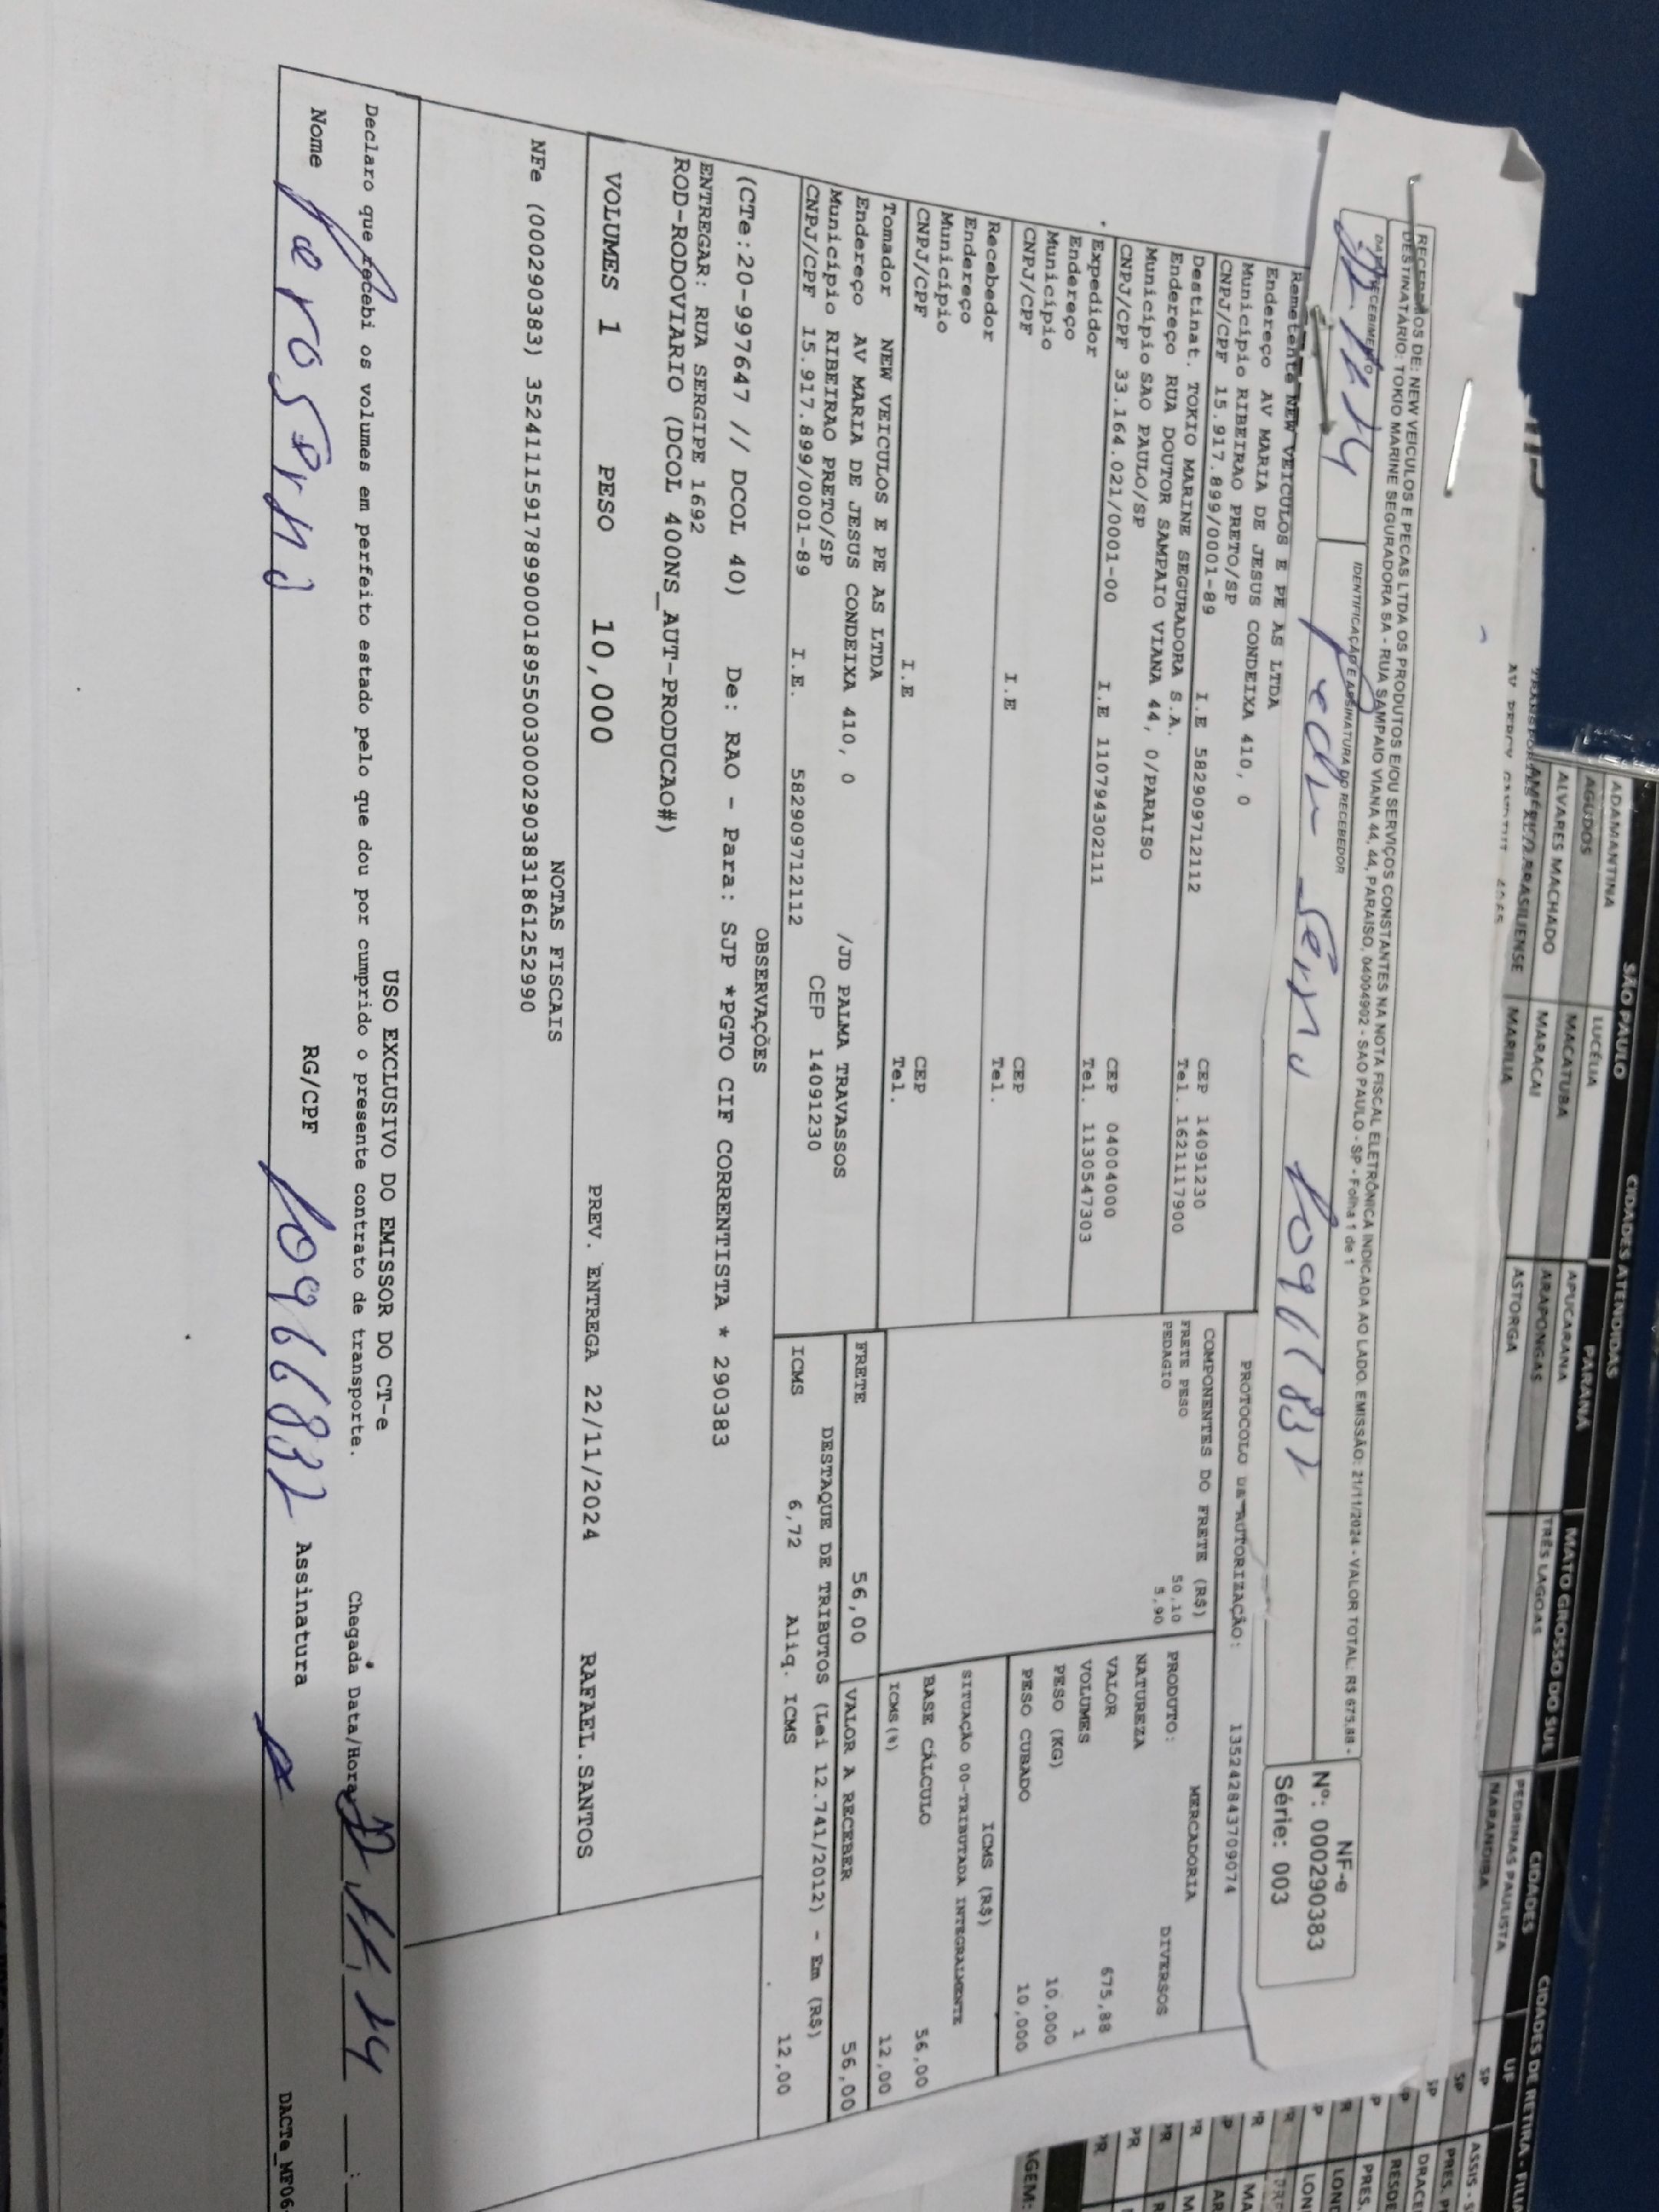 RECEBEMOS DE: NEW VEICULOS E PECAS LTDA OS PRODUTOS E/OU SERVIÇOS CONSTANTES NA NOTA FISCAL ELETRÔNICA INDICADA AO LADO. EMISSÃO: 21/11/2024 - VALOR TOTAL: R$ 675,88 -
DESTINATÁRIO: TOKIO MARINE SEGURADORA SA - RUA SAMPAIO VIANA 44, 44, PARAISO, 04004902 - SAO PAULO - SP - Folha 1 de 1
DATA RECEBIMENTO
IDENTIFICAÇÃO E ASSINATURA DO RECEBEDOR
NF-e
Nº: 000290383
Série: 003
PROTOCOLO DE AUTORIZAÇÃO: 135242843709074
Remetente NEW VEICULOS E PE AS LTDA
Endereço AV MARIA DE JESUS CONDEIXA 410, 0
Município RIBEIRAO PRETO/SP CEP 14091230
CNPJ/CPF 15.917.899/0001-89 I.E 582909712112 Tel. 1621117900
Destinat. TOKIO MARINE SEGURADORA S.A.
Endereço RUA DOUTOR SAMPAIO VIANA 44, 0/PARAISO
Município SAO PAULO/SP CEP 04004000
CNPJ/CPF 33.164.021/0001-00 I.E 110794302111 Tel. 1130547303
Expedidor
Endereço
Município CEP
CNPJ/CPF I.E Tel.
Recebedor
Endereço
Município CEP
CNPJ/CPF I.E Tel.
COMPONENTES DO FRETE (R$)
FRETE PESO 50,10
PEDAGIO 5,90
MERCADORIA
PRODUTO: DIVERSOS
NATUREZA
VALOR 675,88
VOLUMES 1
PESO (KG) 10,000
PESO CUBADO 10,000
ICMS (R$)
SITUAÇÃO 00-TRIBUTADA INTEGRALMENTE
BASE CÁLCULO 56,00
ICMS(%) 12,00
Tomador NEW VEICULOS E PE AS LTDA
Endereço AV MARIA DE JESUS CONDEIXA 410, 0 /JD PALMA TRAVASSOS
Município RIBEIRAO PRETO/SP CEP 14091230
CNPJ/CPF 15.917.899/0001-89 I.E. 582909712112
FRETE 56,00 VALOR A RECEBER 56,00
DESTAQUE DE TRIBUTOS (Lei 12.741/2012) - Em (R$)
ICMS 6,72 Aliq. ICMS 12,00
OBSERVAÇÕES
(CTe:20-997647 // DCOL 40) De: RAO - Para: SJP *PGTO CIF CORRENTISTA * 290383
ENTREGAR: RUA SERGIPE 1692
ROD-RODOVIARIO (DCOL 400NS_AUT-PRODUCAO#)
VOLUMES 1 PESO 10,000 PREV. ENTREGA 22/11/2024 RAFAEL.SANTOS
NOTAS FISCAIS
NFe (000290383) 35241115917899000189550030002903831861252990
USO EXCLUSIVO DO EMISSOR DO CT-e
Declaro que recebi os volumes em perfeito estado pelo que dou por cumprido o presente contrato de transporte. Chegada Data/Hora
Nome RG/CPF Assinatura
SÃO PAULO
CIDADES ATENDIDAS
PARANÁ
MATO GROSSO DO SUL
ADAMANTINA
AGUDOS
ALVARES MACHADO
LUCÉLIA
MACATUBA
MARACAI
MARILIA
APUCARANA
ARAPONGAS
ASTORGA
TRÊS LAGOAS
CIDADES
PEDRINAS PAULISTA
NARANDIBA
UF
SP
SP
SP